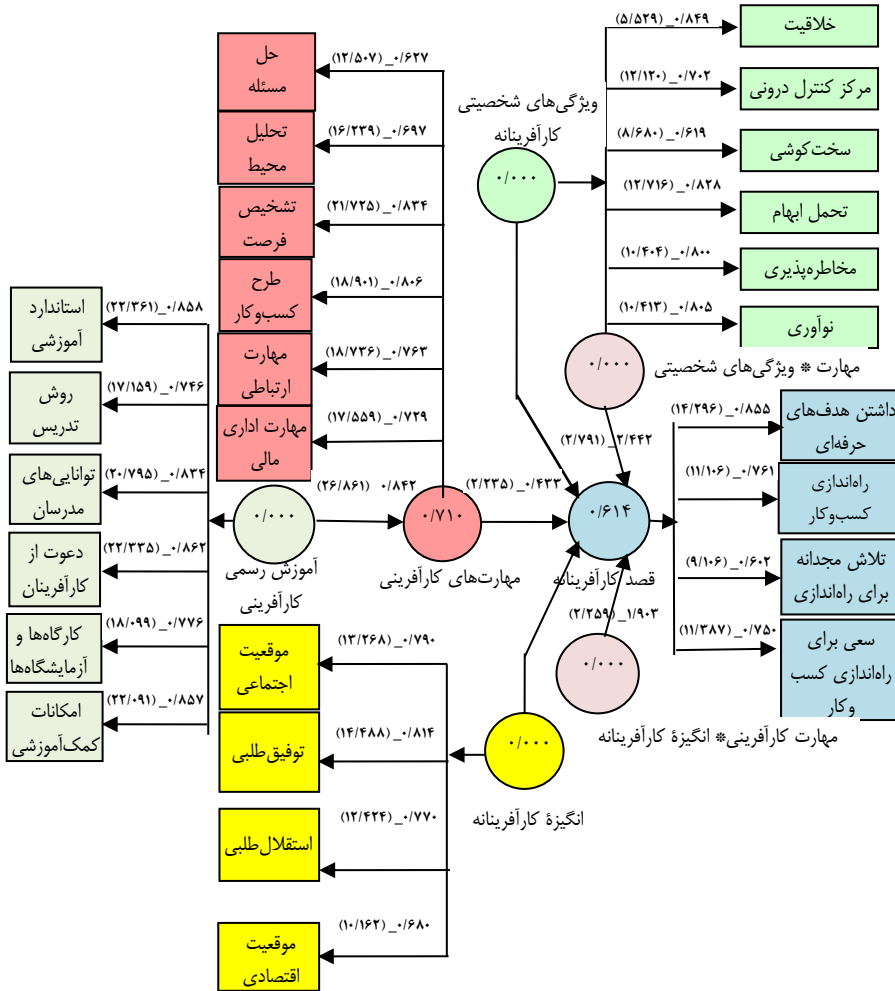 خلاقیت
مرکز کنترل درونی
سخت‌کوشی
تحمل ابهام
مخاطره‌پذیری
نوآوری
(۵/۵۲۹)_۰/۸۴۹
(۱۲/۱۲۰)_۰/۷۰۲
(۸/۶۸۰)_۰/۶۱۹
(۱۲/۷۱۶)_۰/۸۲۸
(۱۰/۴۰۴)_۰/۸۰۰
(۱۰/۴۱۳)_۰/۸۰۵
ویژگی‌های شخصیتی
کارآفرینانه
۰/۰۰۰
حل
مسئله
تحلیل
محیط
تشخیص
فرصت
طرح
کسب‌وکار
مهارت
ارتباطی
مهارت اداری
مالی
(۱۲/۵۰۷)_۰/۶۲۷
(۱۶/۲۳۹)_۰/۶۹۷
(۲۱/۷۲۵)_۰/۸۳۴
(۱۸/۹۰۱)_۰/۸۰۶
(۱۸/۷۳۶)_۰/۷۶۳
(۱۷/۵۵۹)_۰/۷۲۹
۰/۰۰۰
مهارت * ویژگی‌های شخصیتی
(۲/۷۹۱)_۲/۴۴۲
داشتن هدف‌های
حرفه‌ای
راه‌اندازی
کسب‌وکار
تلاش مجدانه
برای راه‌اندازی
سعی برای
راه‌اندازی کسب
وکار
(۱۴/۲۹۶)_۰/۸۵۵
(۱۱/۱۰۶)_۰/۷۶۱
(۹/۱۰۶)_۰/۶۰۲
(۱۱/۳۸۷)_۰/۷۵۰
۰/۶۱۴
قصد کارآفرینانه
(۲/۲۳۵)_۰/۴۳۳
۰/۷۱۰
مهارت‌های کارآفرینی
(۲۶/۸۶۱) ۰/۸۴۲
۰/۰۰۰
آموزش رسمی
کارآفرینی
استاندارد
آموزشی
روش
تدریس
توانایی‌های
مدرسان
دعوت از
کارآفرینان
کارگاه‌ها و
آزمایشگاه‌ها
امکانات
کمک‌آموزشی
(۲۲/۳۶۱)_۰/۸۵۸
(۱۷/۱۵۹)_۰/۷۴۶
(۲۰/۷۹۵)_۰/۸۳۴
(۲۲/۳۳۵)_۰/۸۶۲
(۱۸/۰۹۹)_۰/۷۷۶
(۲۲/۰۹۱)_۰/۸۵۷
(۲/۲۵۹)_۱/۹۰۳
۰/۰۰۰
مهارت کارآفرینی* انگیزۀ کارآفرینانه
۰/۰۰۰
انگیزۀ کارآفرینانه
موقعیت
اجتماعی
توفیق‌طلبی
استقلال‌طلبی
موقعیت
اقتصادی
(۱۳/۲۶۸)_۰/۷۹۰
(۱۴/۴۸۸)_۰/۸۱۴
(۱۲/۴۲۴)_۰/۷۷۰
(۱۰/۱۶۲)_۰/۶۸۰